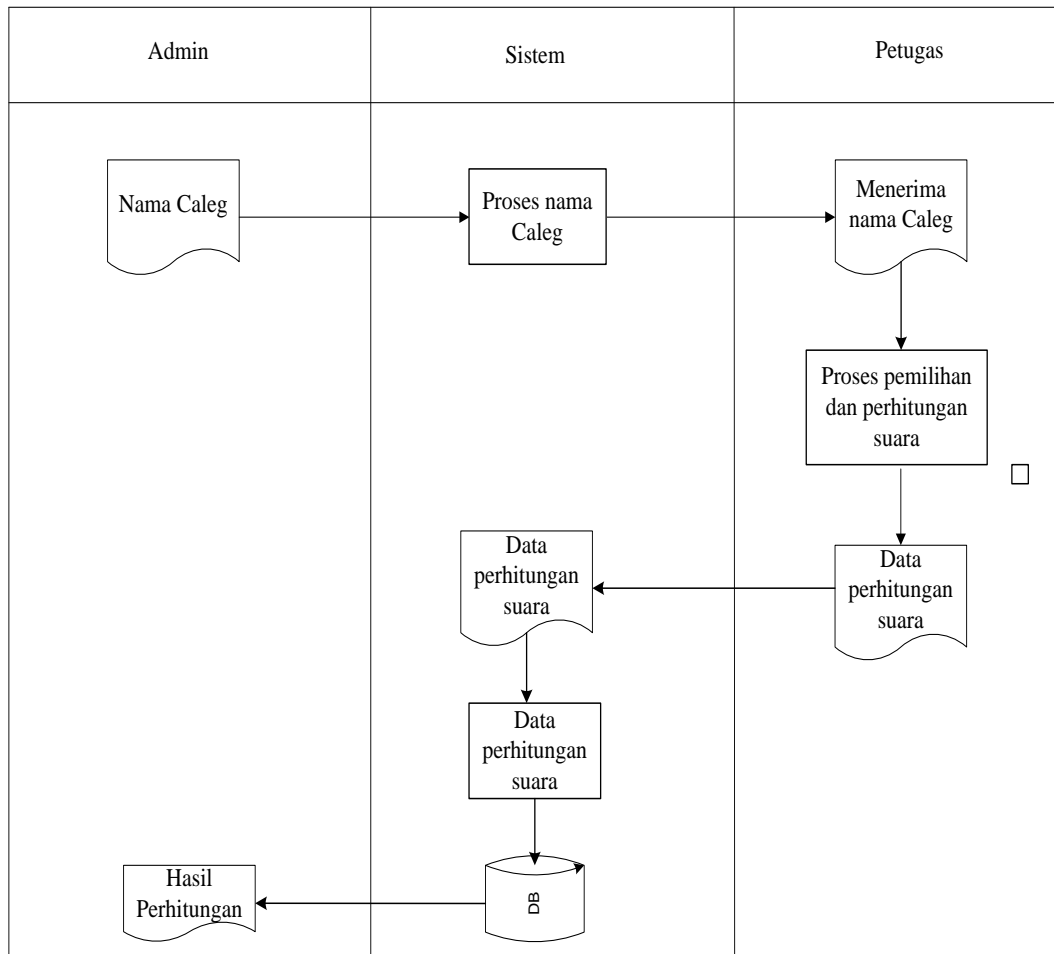 Admin
Sistem
Petugas
Nama Caleg
Proses nama
Caleg
Menerima
nama Caleg
Proses pemilihan
dan perhitungan
suara
Data
perhitungan
suara
Data
perhitungan
suara
Data
perhitungan
suara
Hasil
Perhitungan
DB